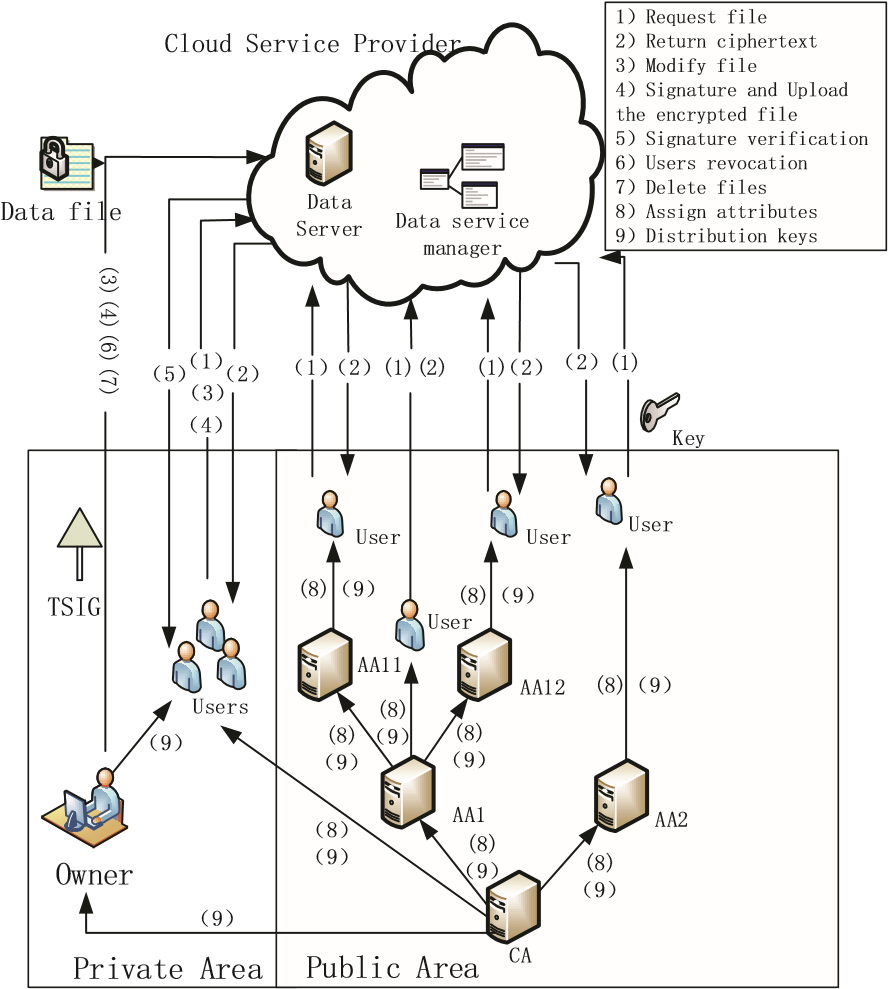 Cloud Service Provider
1) Request file
2) Return ciphertext
3) Modify file
4) Signature and Upload
the encrypted file
5) Signature verification
6) Users revocation
7) Delete files
8) Assign attributes
9) Distribution keys
Data file
Data
Server
Data service
manager
(3)(4)(6)(7)
(5)
(1)
(3)
(4)
(2)
(1)
(2)
(1)
(2)
(1)
(2)
(2)
(1)
Key
TSIG
User
User
User
(8)
(9)
User
(8)
(9)
Users
AA11
AA12
(8)
(9)
(9)
(8)
(9)
(8)
(9)
(8)
(9)
AA1
AA2
(8)
(9)
(8)
(9)
(8)
(9)
Owner
(9)
CA
Private Area
Public Area